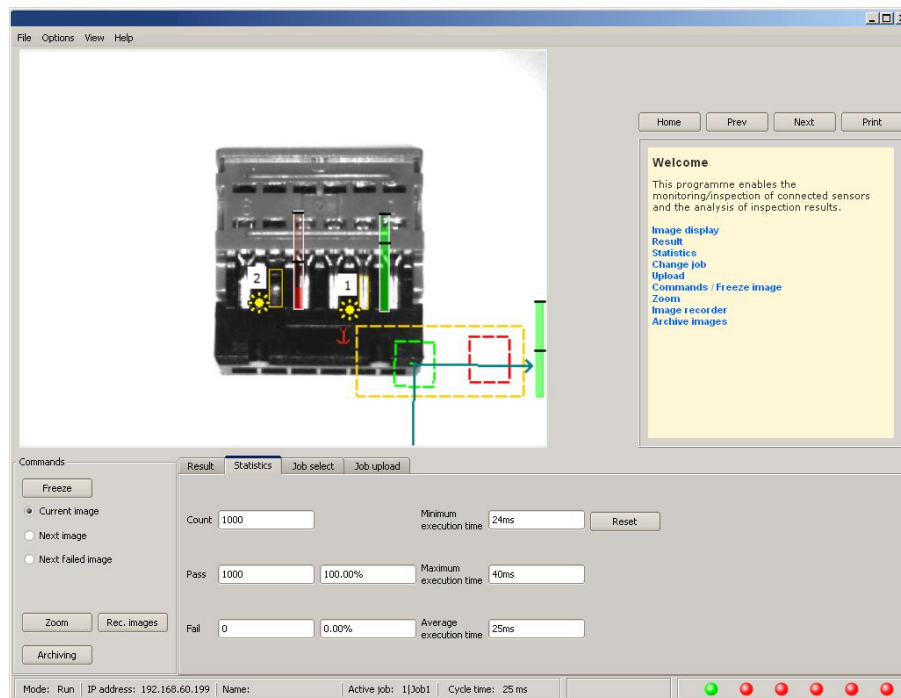 File Options View Help
Home Prev Next Print
Welcome
This programme enables the
monitoring/inspection of connected sensors
and the analysis of inspection results.
Image display
Result
Statistics
Change job
Upload
Commands / Freeze image
Zoom
Image recorder
Archive images
2
1
Commands
Freeze
Current image
Next image
Next failed image
Zoom Rec. images
Archiving
Result Statistics Job select Job upload
Count 1000
Minimum
execution time 24ms
Reset
Pass 1000 100.00%
Maximum
execution time 40ms
Fail 0 0.00%
Average
execution time 25ms
Mode: Run IP address: 192.168.60.199 Name: Active job: 1|Job1 Cycle time: 25 ms